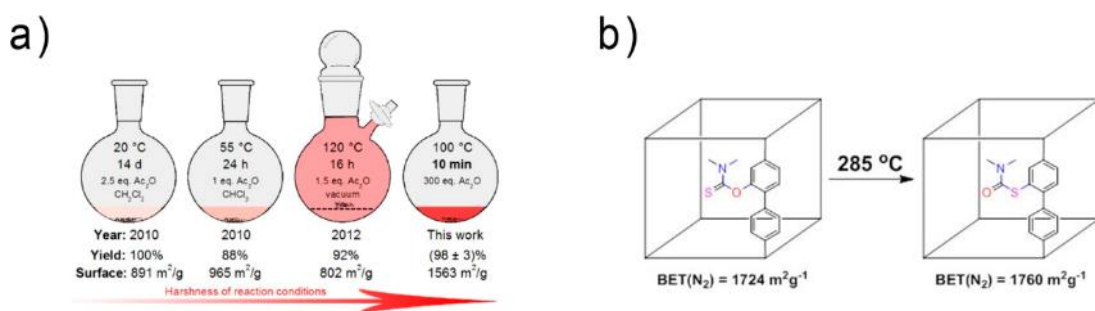 a)
20 °C
14 d
2.5 eq. Ac₂O
CH₂Cl₂
55 °C
24 h
1 eq. Ac₂O
CHCl₃
120 °C
16 h
1.5 eq. Ac₂O
vacuum
100 °C
10 min
300 eq. Ac₂O
Year: 2010 2010 2012 This work
Yield: 100% 88% 92% (98 ± 3)%
Surface: 891 m²/g 965 m²/g 802 m²/g 1563 m²/g
Harshness of reaction conditions
b)
N
S O
285 °C
N
O S
BET(N₂) = 1724 m²g⁻¹ BET(N₂) = 1760 m²g⁻¹